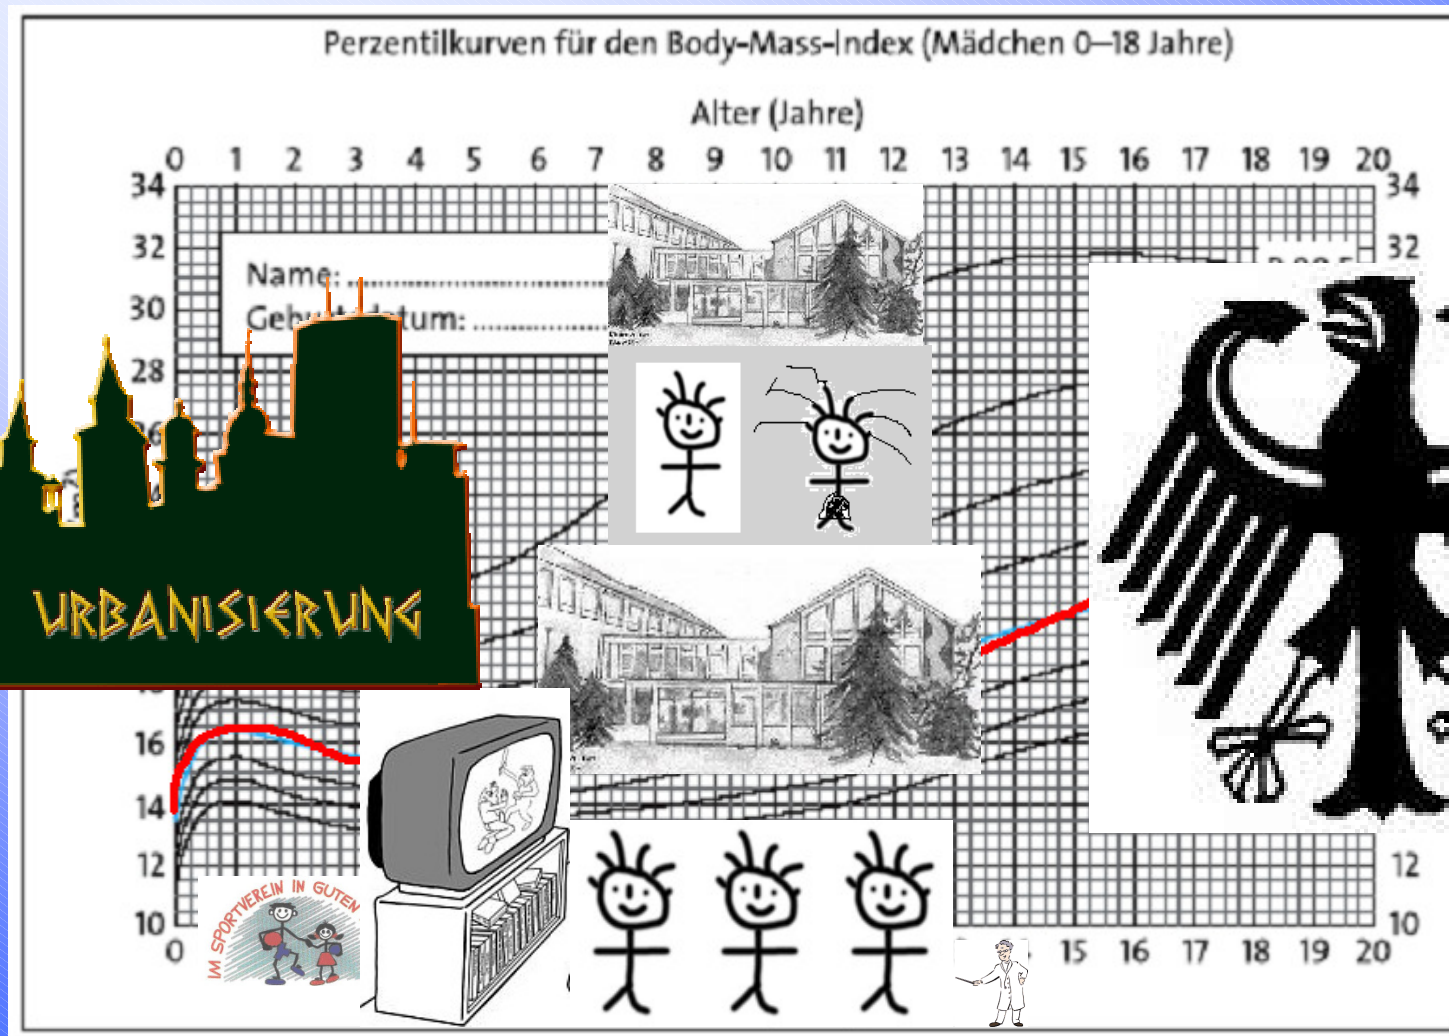 Perzentilkurven für den Body-Mass-Index (Mädchen 0–18 Jahre)
Alter (Jahre)
0 1 2 3 4 5 6 7 8 9 10 11 12 13 14 15 16 17 18 19 20
34 34
32 32
Name: ........................................
30
28
URBANISIERUNG
16
14
12 12
10 10
IM SPORTVEREIN IN GUTEN
0 15 16 17 18 19 20